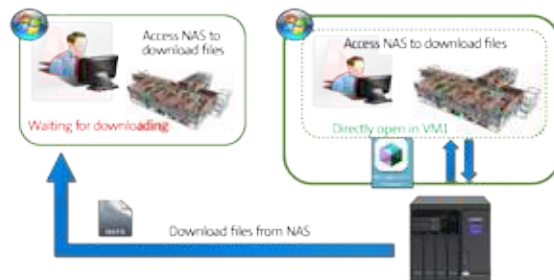 Access NAS to
download files
Waiting for downloading
Access NAS to download files
Directly open in VM1
Download files from NAS